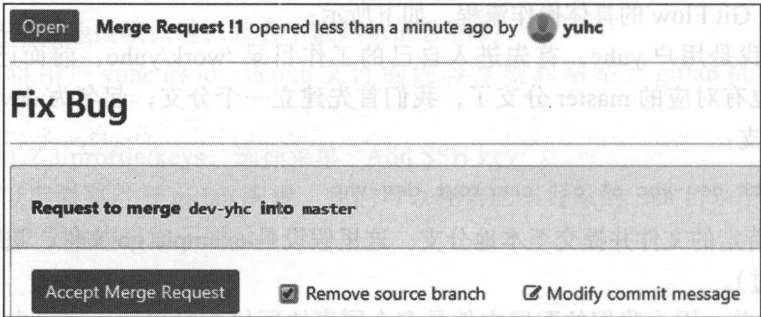 Open Merge Request !1 opened less than a minute ago by yuhc
Fix Bug
Request to merge dev-yhc into master
Accept Merge Request Remove source branch Modify commit message